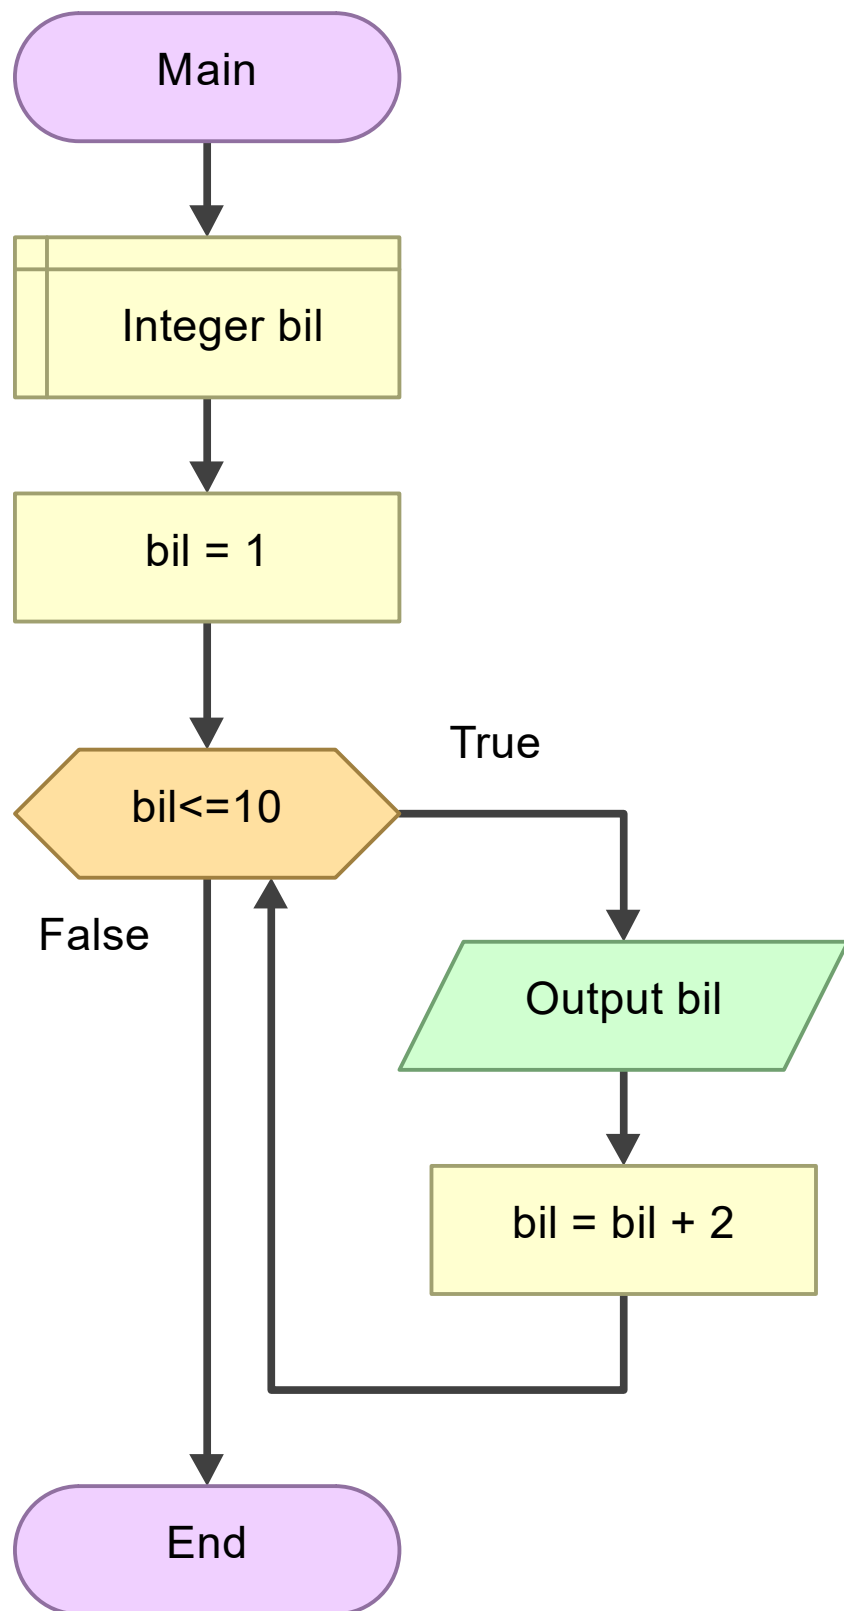 Main
Integer bil
bil = 1
bil<=10
True
False
Output bil
bil = bil + 2
End